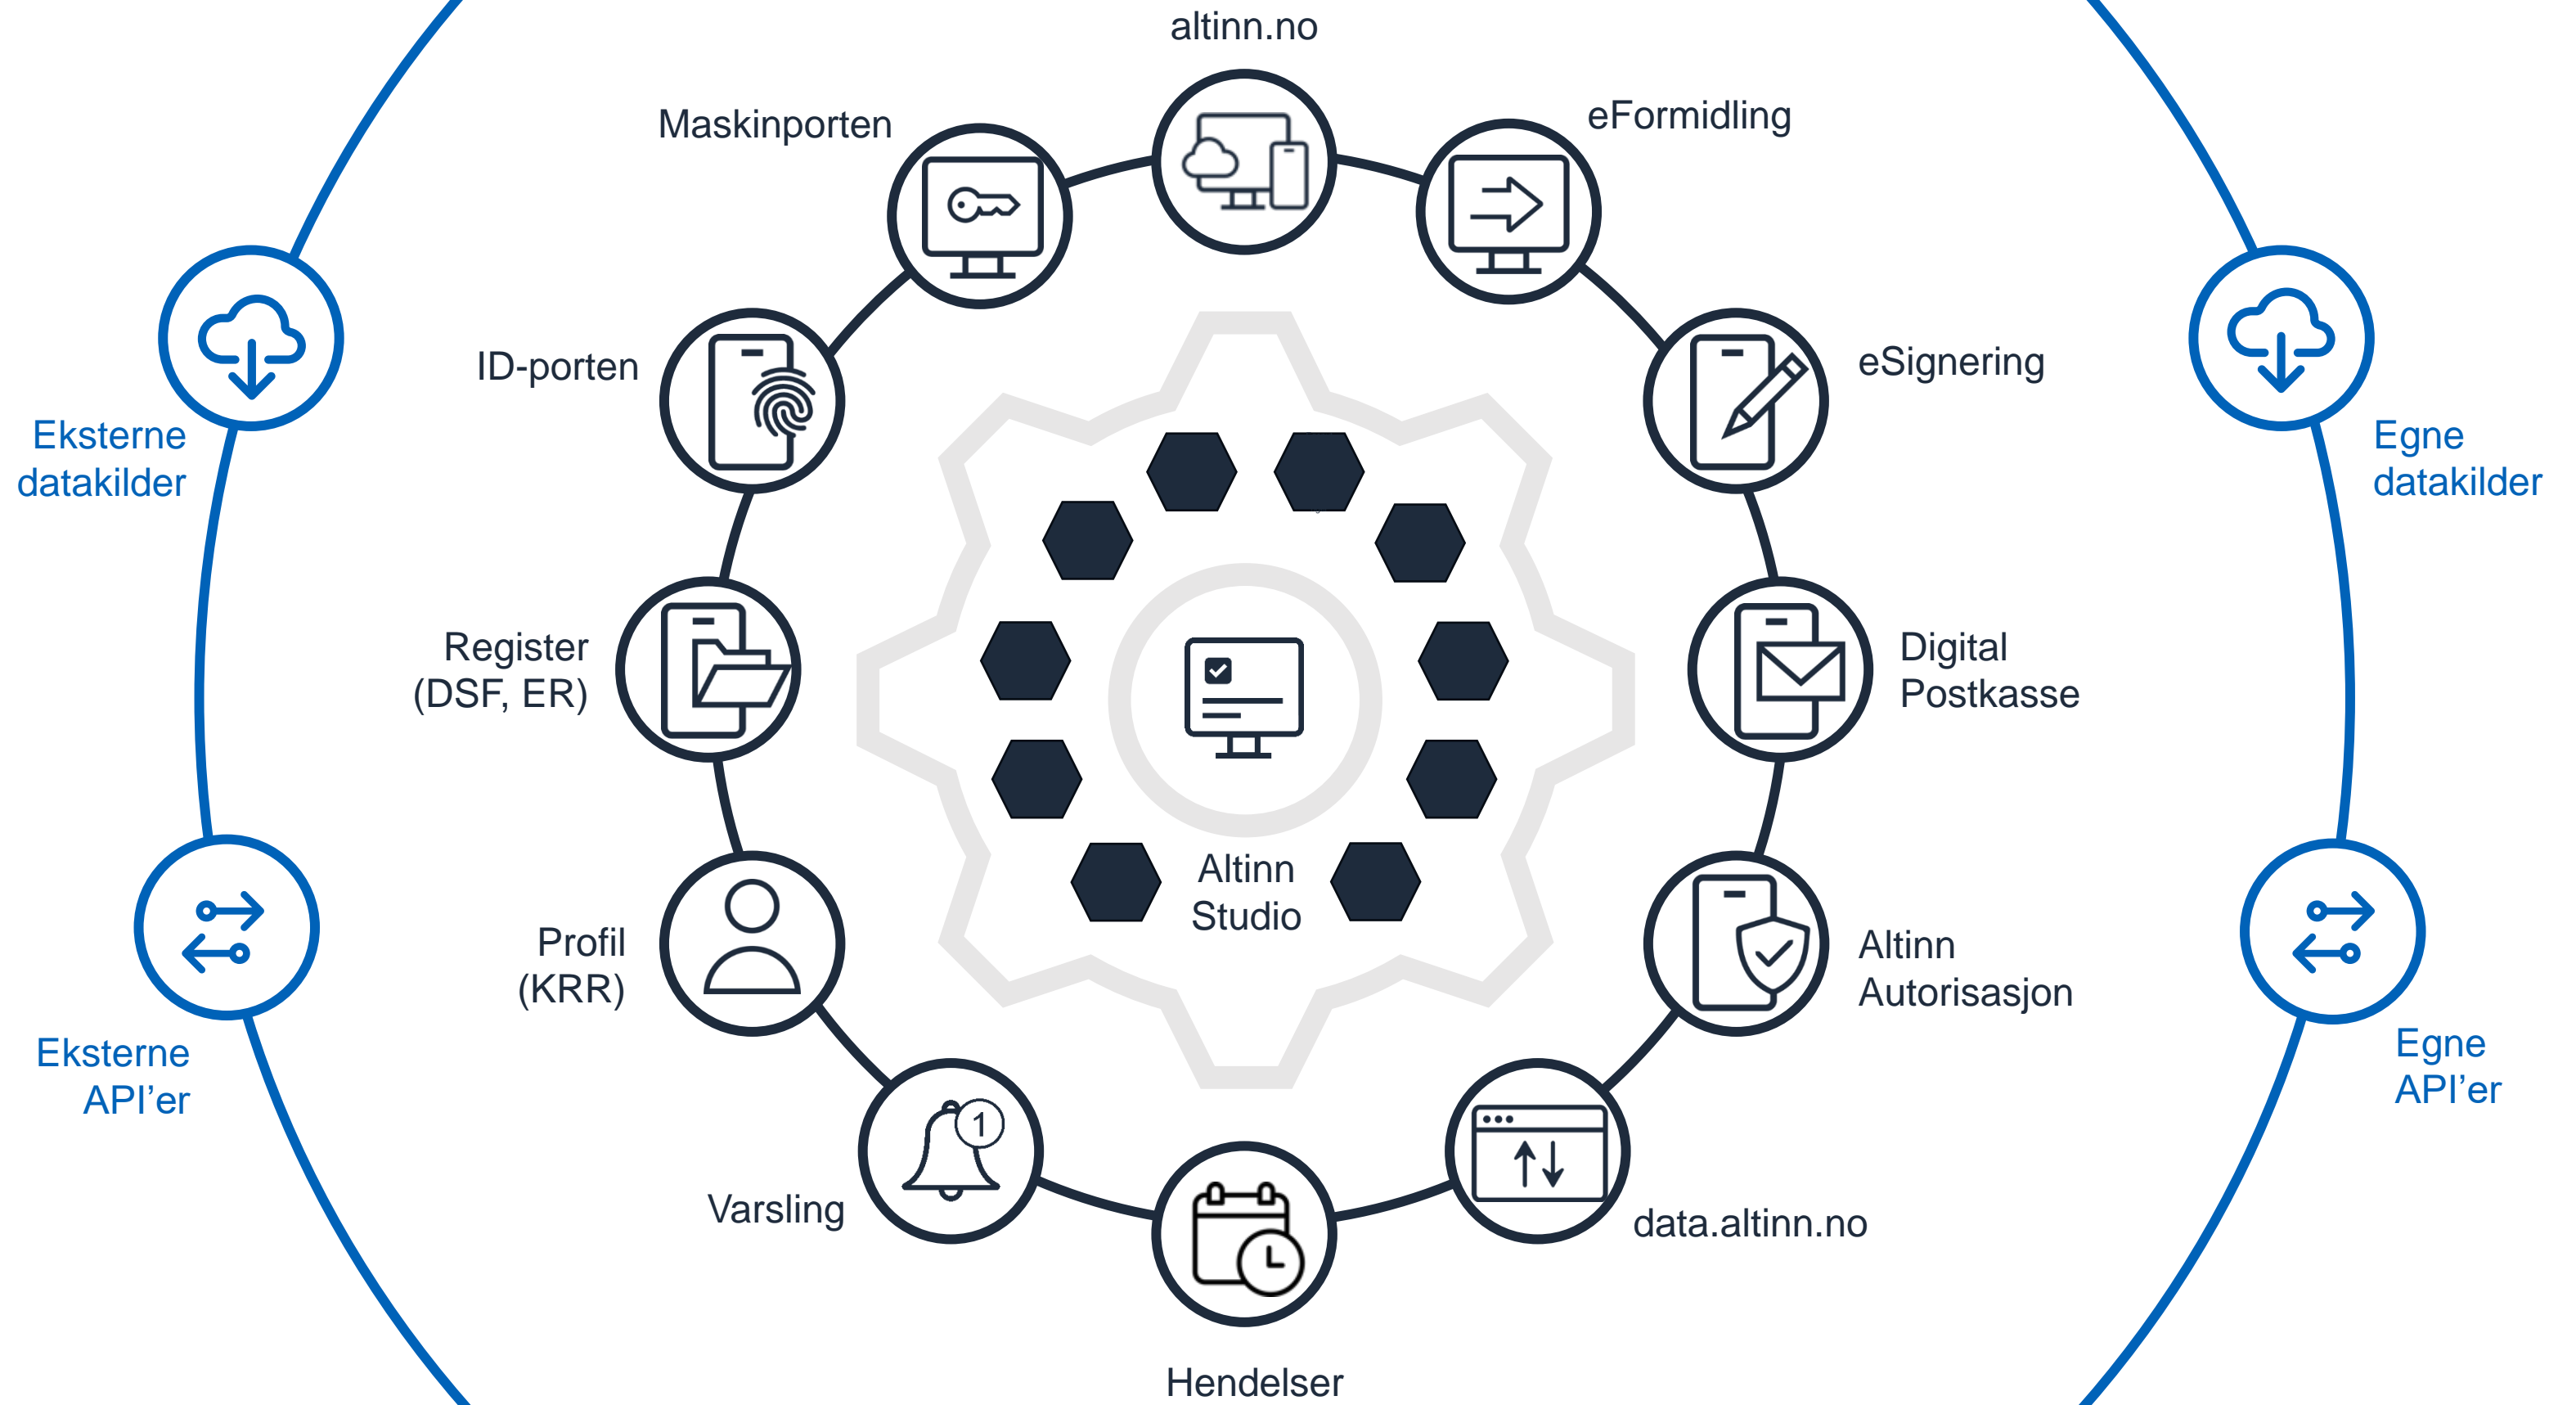 altinn.no
Maskinporten
eFormidling
ID-porten
eSignering
Eksterne
datakilder
Egne
datakilder
Register
(DSF, ER)
Digital
Postkasse
Altinn
Studio
Profil
(KRR)
Altinn
Autorisasjon
Eksterne
API’er
Egne
API’er
1
Varsling
data.altinn.no
Hendelser